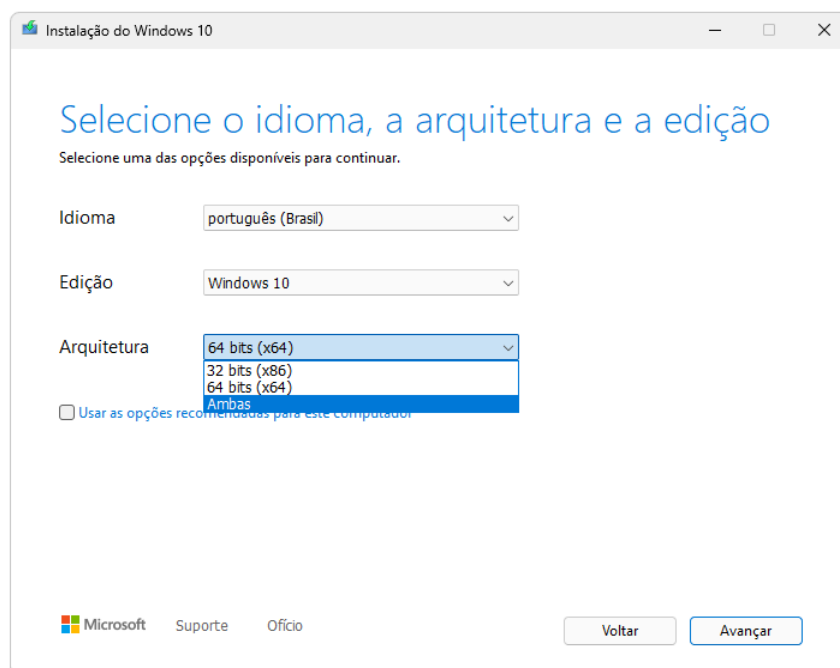 Instalação do Windows 10
Selecione o idioma, a arquitetura e a edição
Selecione uma das opções disponíveis para continuar.
Idioma
português (Brasil)
Edição
Windows 10
Arquitetura
64 bits (x64)
32 bits (x86)
64 bits (x64)
Ambas
Usar as opções recomendadas para este computador
Microsoft
Suporte
Ofício
Voltar
Avançar